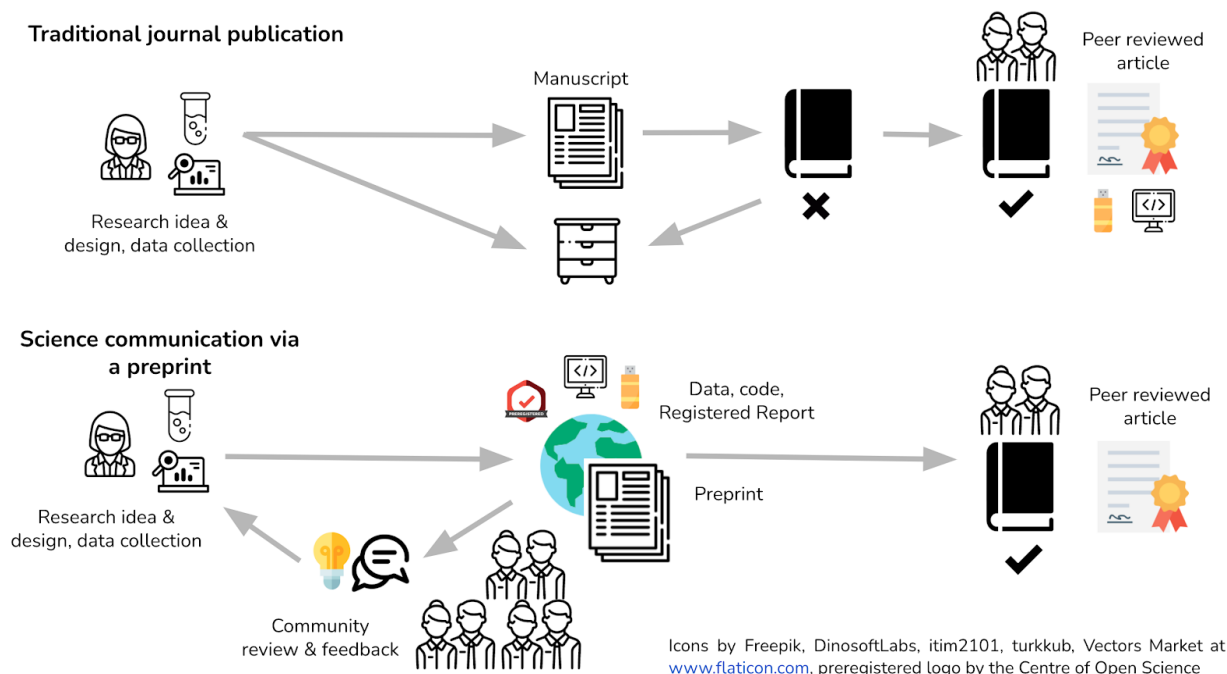 Traditional journal publication
Manuscript
Peer reviewed
article
Research idea &
design, data collection
</>
Science communication via
a preprint
</>
PREREGISTERED
Data, code,
Registered Report
Peer reviewed
article
Preprint
Research idea &
design, data collection
Community
review & feedback
Icons by Freepik, DinosoftLabs, itim2101, turkkub, Vectors Market at
www.flaticon.com, preregistered logo by the Centre of Open Science